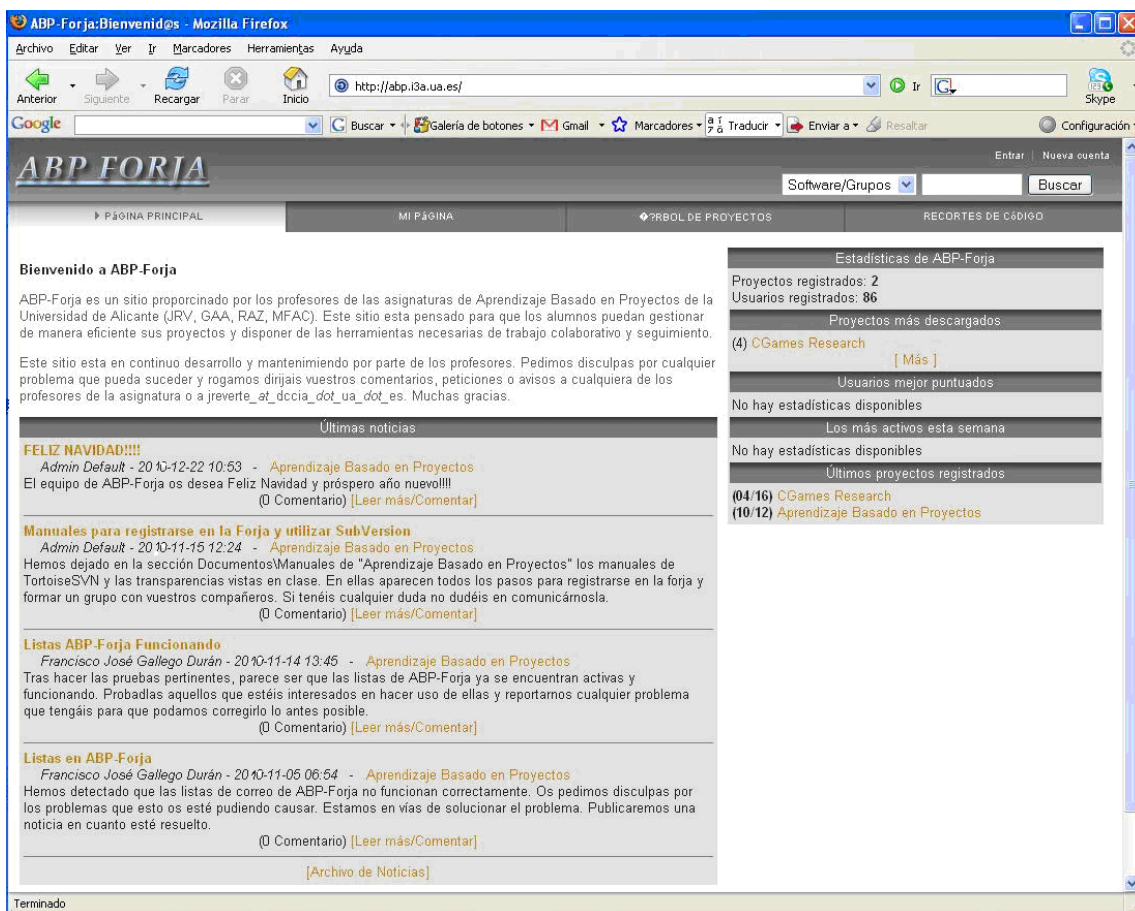 ABP-Forja:Bienvenid@s - Mozilla Firefox
Archivo Editar Ver Ir Marcadores Herramientas Ayuda
Anterior Siguiente Recargar Parar Inicio http://abp.i3a.ua.es/ Ir G Skype
Google G Buscar Galería de botones Gmail Marcadores Traducir Enviar a Resaltar Configuración
Entrar | Nueva cuenta
ABP FORJA
Software/Grupos Buscar
PáGINA PRINCIPAL MI PáGINA �?RBOL DE PROYECTOS RECORTES DE CóDIGO
Bienvenido a ABP-Forja
ABP-Forja es un sitio proporcinado por los profesores de las asignaturas de Aprendizaje Basado en Proyectos de la
Universidad de Alicante (JRV, GAA, RAZ, MFAC). Este sitio esta pensado para que los alumnos puedan gestionar
de manera eficiente sus proyectos y disponer de las herramientas necesarias de trabajo colaborativo y seguimiento.
Este sitio esta en continuo desarrollo y mantenimiendo por parte de los profesores. Pedimos disculpas por cualquier
problema que pueda suceder y rogamos dirijais vuestros comentarios, peticiones o avisos a cualquiera de los
profesores de la asignatura o a jreverte_at_dccia_dot_ua_dot_es. Muchas gracias.
Últimas noticias
FELIZ NAVIDAD!!!!
Admin Default - 2010-12-22 10:53 - Aprendizaje Basado en Proyectos
El equipo de ABP-Forja os desea Feliz Navidad y próspero año nuevo!!!!
(0 Comentario) [Leer más/Comentar]
Manuales para registrarse en la Forja y utilizar SubVersion
Admin Default - 2010-11-15 12:24 - Aprendizaje Basado en Proyectos
Hemos dejado en la sección Documentos\Manuales de "Aprendizaje Basado en Proyectos" los manuales de
TortoiseSVN y las transparencias vistas en clase. En ellas aparecen todos los pasos para registrarse en la forja y
formar un grupo con vuestros compañeros. Si tenéis cualquier duda no dudéis en comunicárnosla.
(0 Comentario) [Leer más/Comentar]
Listas ABP-Forja Funcionando
Francisco José Gallego Durán - 2010-11-14 13:45 - Aprendizaje Basado en Proyectos
Tras hacer las pruebas pertinentes, parece ser que las listas de ABP-Forja ya se encuentran activas y
funcionando. Probadlas aquellos que estéis interesados en hacer uso de ellas y reportarnos cualquier problema
que tengáis para que podamos corregirlo lo antes posible.
(0 Comentario) [Leer más/Comentar]
Listas en ABP-Forja
Francisco José Gallego Durán - 2010-11-05 06:54 - Aprendizaje Basado en Proyectos
Hemos detectado que las listas de correo de ABP-Forja no funcionan correctamente. Os pedimos disculpas por
los problemas que esto os esté pudiendo causar. Estamos en vías de solucionar el problema. Publicaremos una
noticia en cuanto esté resuelto.
(0 Comentario) [Leer más/Comentar]
[Archivo de Noticias]
Estadísticas de ABP-Forja
Proyectos registrados: 2
Usuarios registrados: 86
Proyectos más descargados
(4) CGames Research
[ Más ]
Usuarios mejor puntuados
No hay estadísticas disponibles
Los más activos esta semana
No hay estadísticas disponibles
Últimos proyectos registrados
(04/16) CGames Research
(10/12) Aprendizaje Basado en Proyectos
Terminado